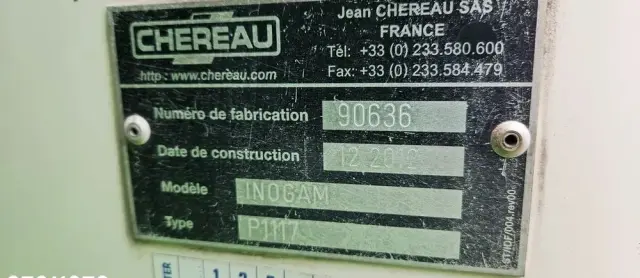 CHEREAU
http : www.chereau.com
Jean CHEREAU SAS
FRANCE
Tél: +33 (0) 233.580.600
Fax: +33 (0) 233.584.479
Numéro de fabrication 90636
Date de construction 12 2012
Modèle INOGAM
Type P1117